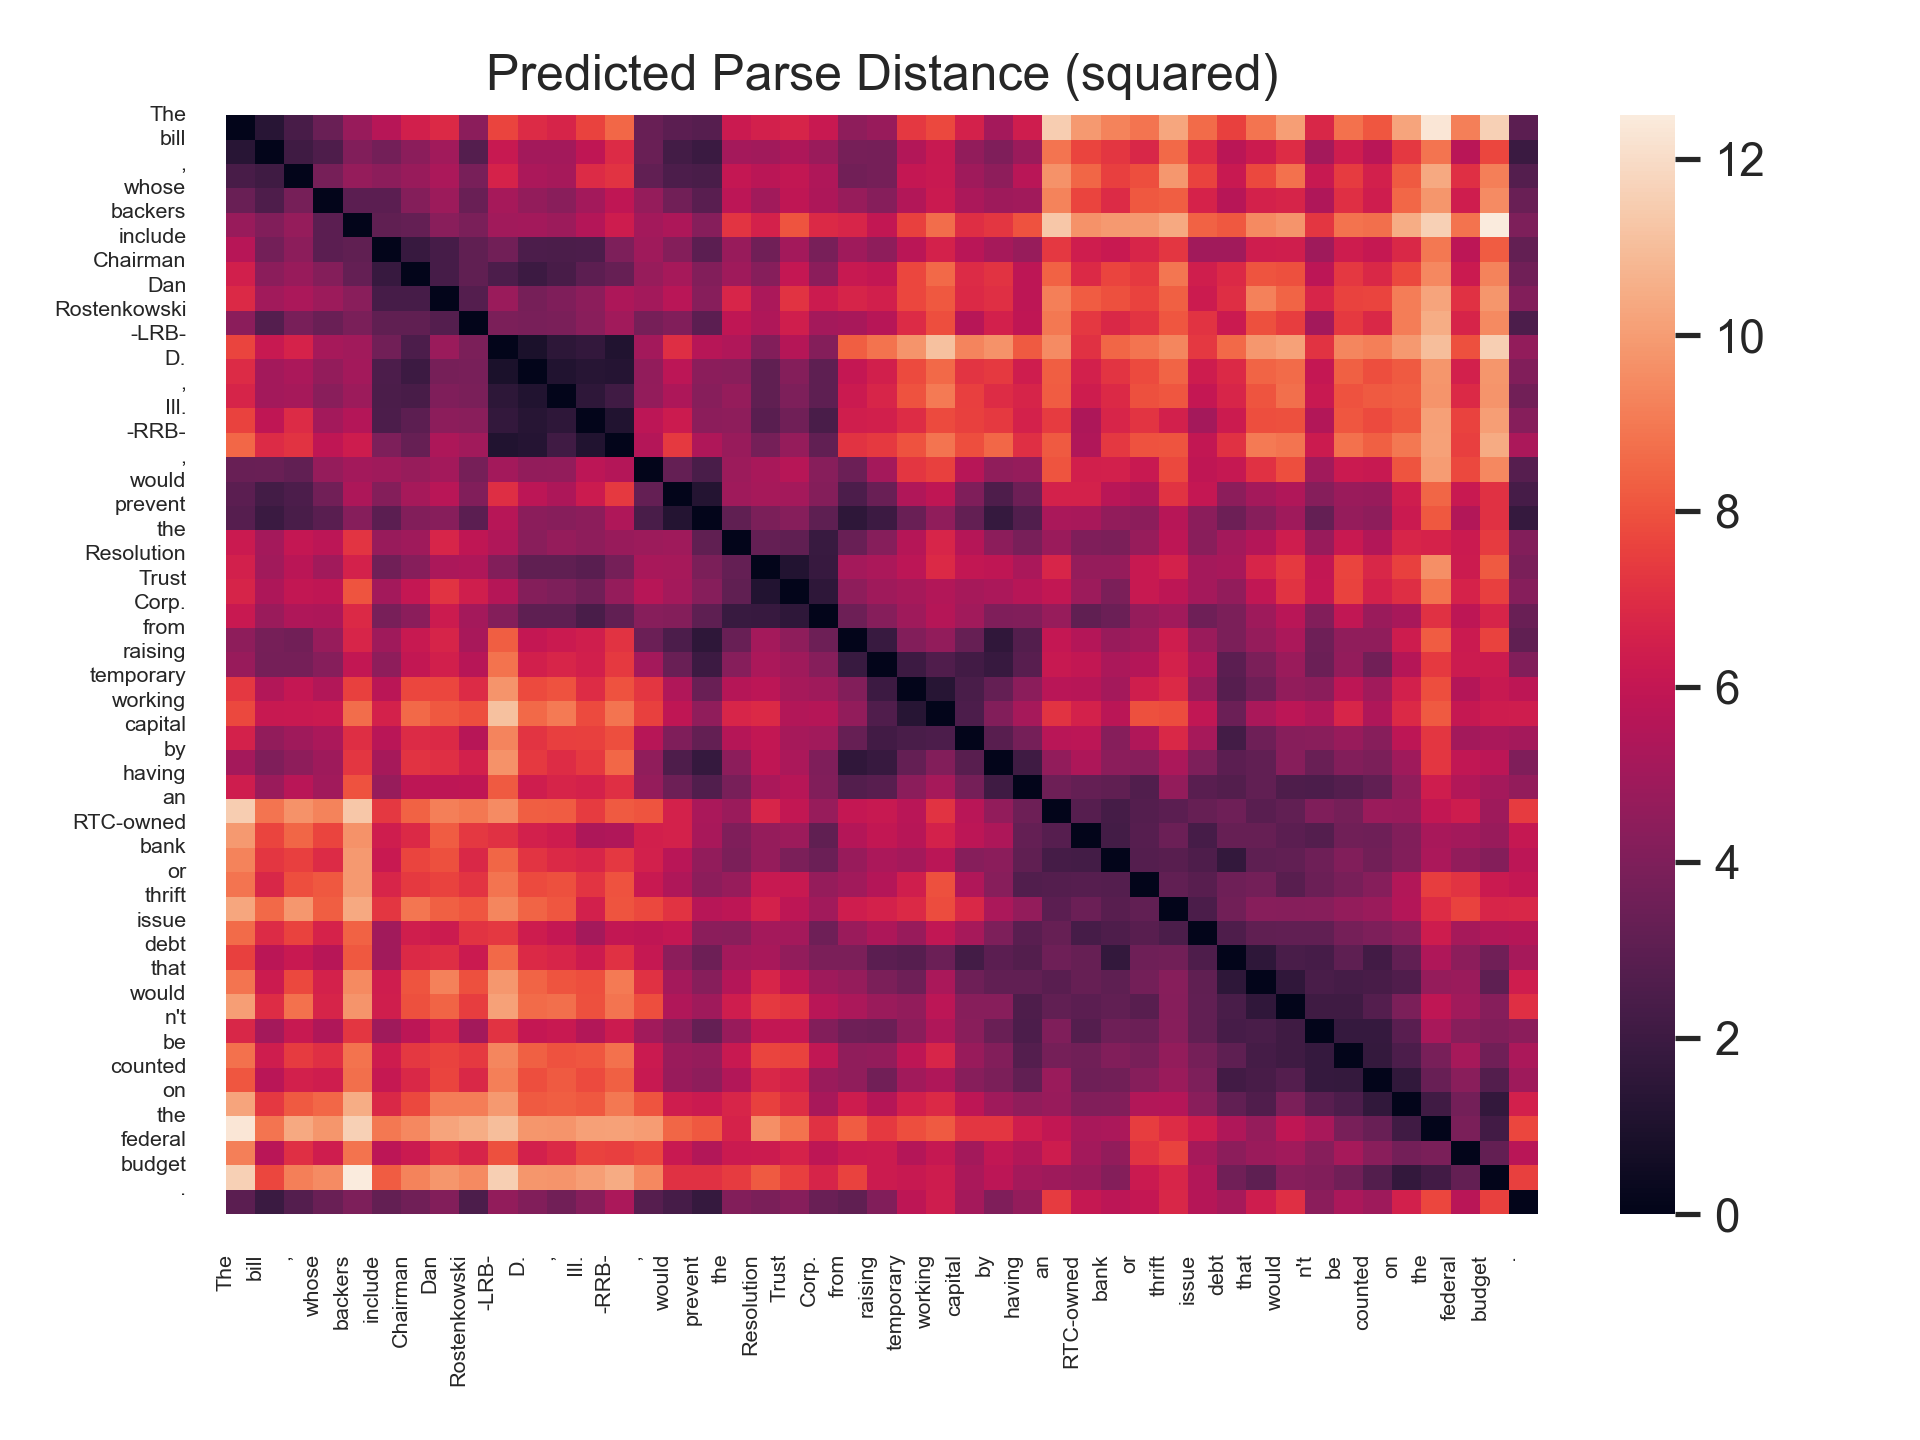 Predicted Parse Distance (squared)
The
bill
,
whose
backers
include
Chairman
Dan
Rostenkowski
-LRB-
D.
,
Ill.
-RRB-
,
would
prevent
the
Resolution
Trust
Corp.
from
raising
temporary
working
capital
by
having
an
RTC-owned
bank
or
thrift
issue
debt
that
would
n't
be
counted
on
the
federal
budget
.
The
bill
,
whose
backers
include
Chairman
Dan
Rostenkowski
-LRB-
D.
,
Ill.
-RRB-
,
would
prevent
the
Resolution
Trust
Corp.
from
raising
temporary
working
capital
by
having
an
RTC-owned
bank
or
thrift
issue
debt
that
would
n't
be
counted
on
the
federal
budget
.
12
10
8
6
4
2
0